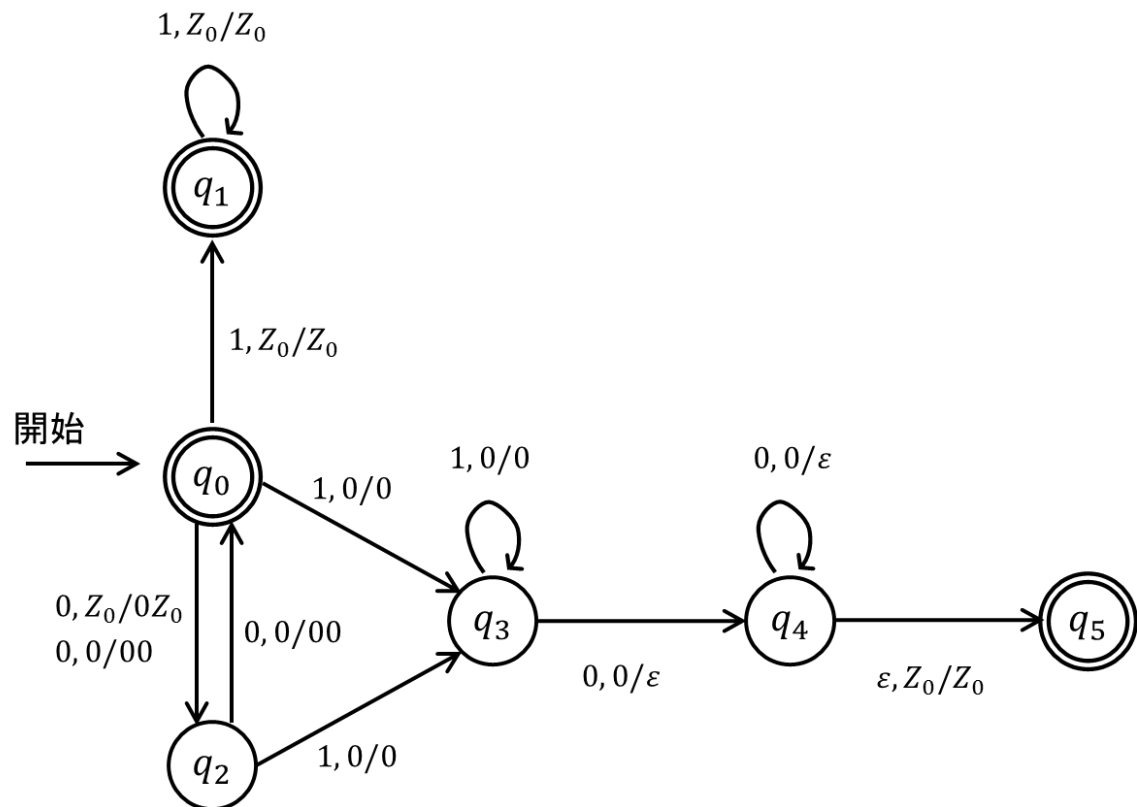 1, Z₀/Z₀
q₁
1, Z₀/Z₀
開始
q₀
1, 0/0
1, 0/0
0, 0/ε
0, Z₀/0Z₀
0, 0/00
0, 0/00
q₃
q₄
q₅
0, 0/ε
ε, Z₀/Z₀
q₂
1, 0/0